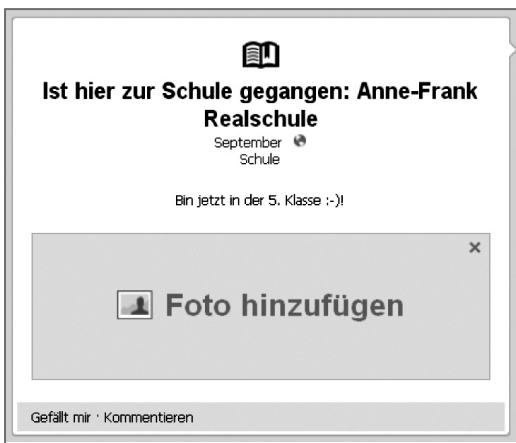 Ist hier zur Schule gegangen: Anne-Frank
Realschule
September
Schule
Bin jetzt in der 5. Klasse :-)!
Foto hinzufügen
Gefällt mir · Kommentieren